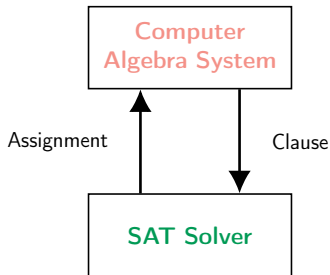 Computer
Algebra System
Assignment
Clause
SAT Solver